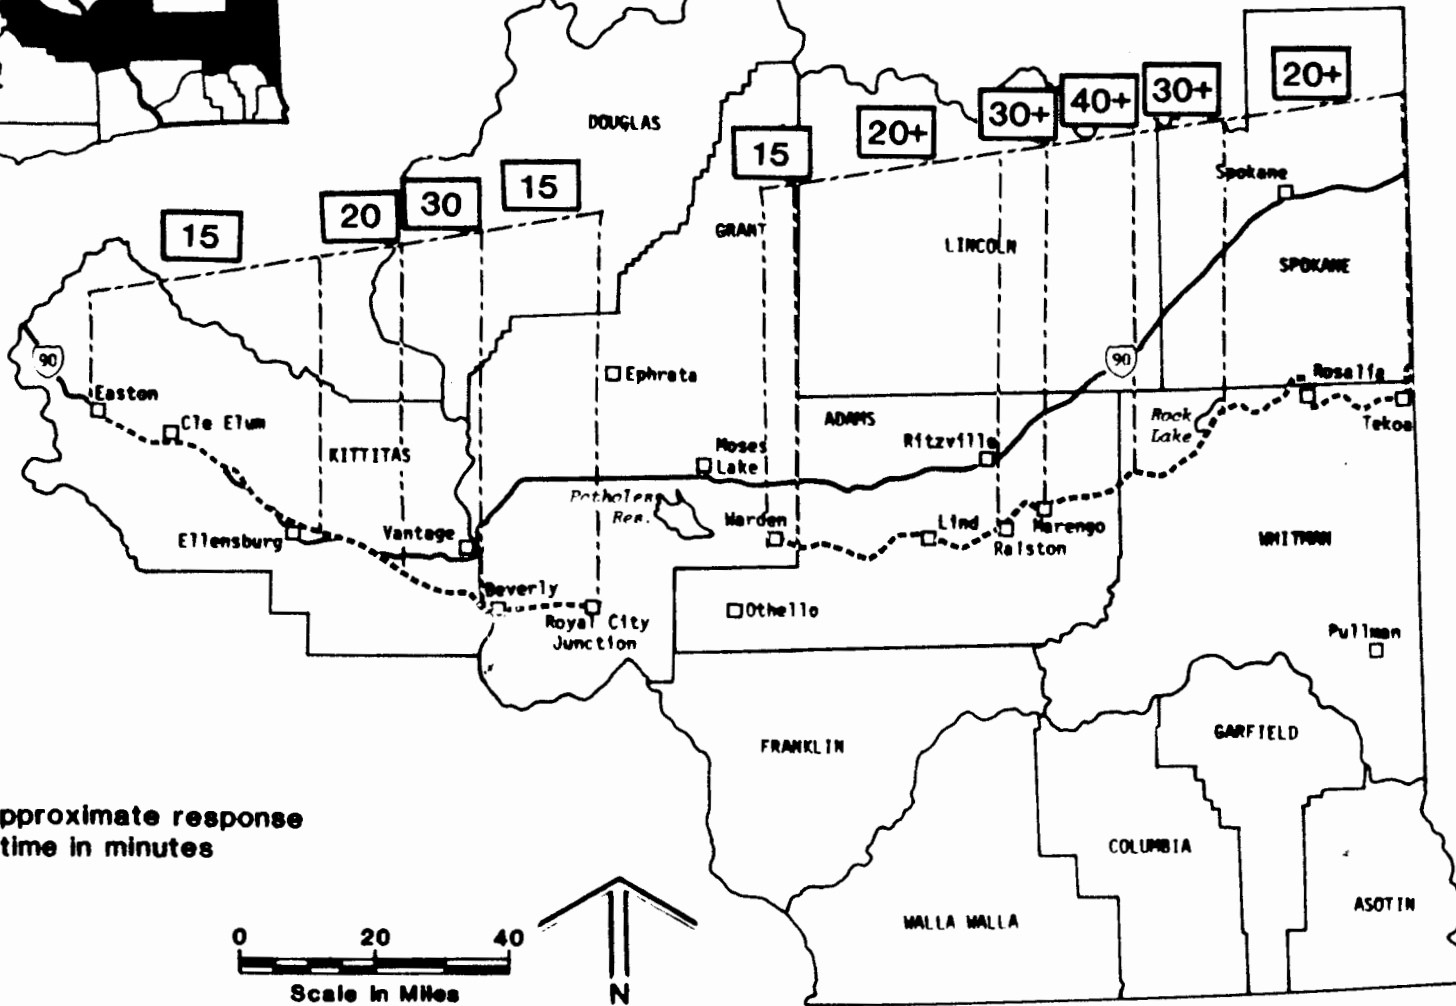 DOUGLAS
20+
30+
40+
30+
20+
15
20
30
15
15
GRANT
LINCOLN
Spokane
SPOKANE
90
90
Easton
Cle Elum
KITTITAS
Ephrata
ADAMS
Rock
Lake
Rosalia
Tekoa
Moses
Lake
Ritzville
Potholes
Res.
Ellensburg
Vantage
Warden
Lind
Marengo
Ralston
WHITMAN
Beverly
Royal City
Junction
Othello
Pullman
FRANKLIN
GARFIELD
pproximate response
time in minutes
COLUMBIA
WALLA WALLA
ASOTIN
0 20 40
Scale in Miles
N